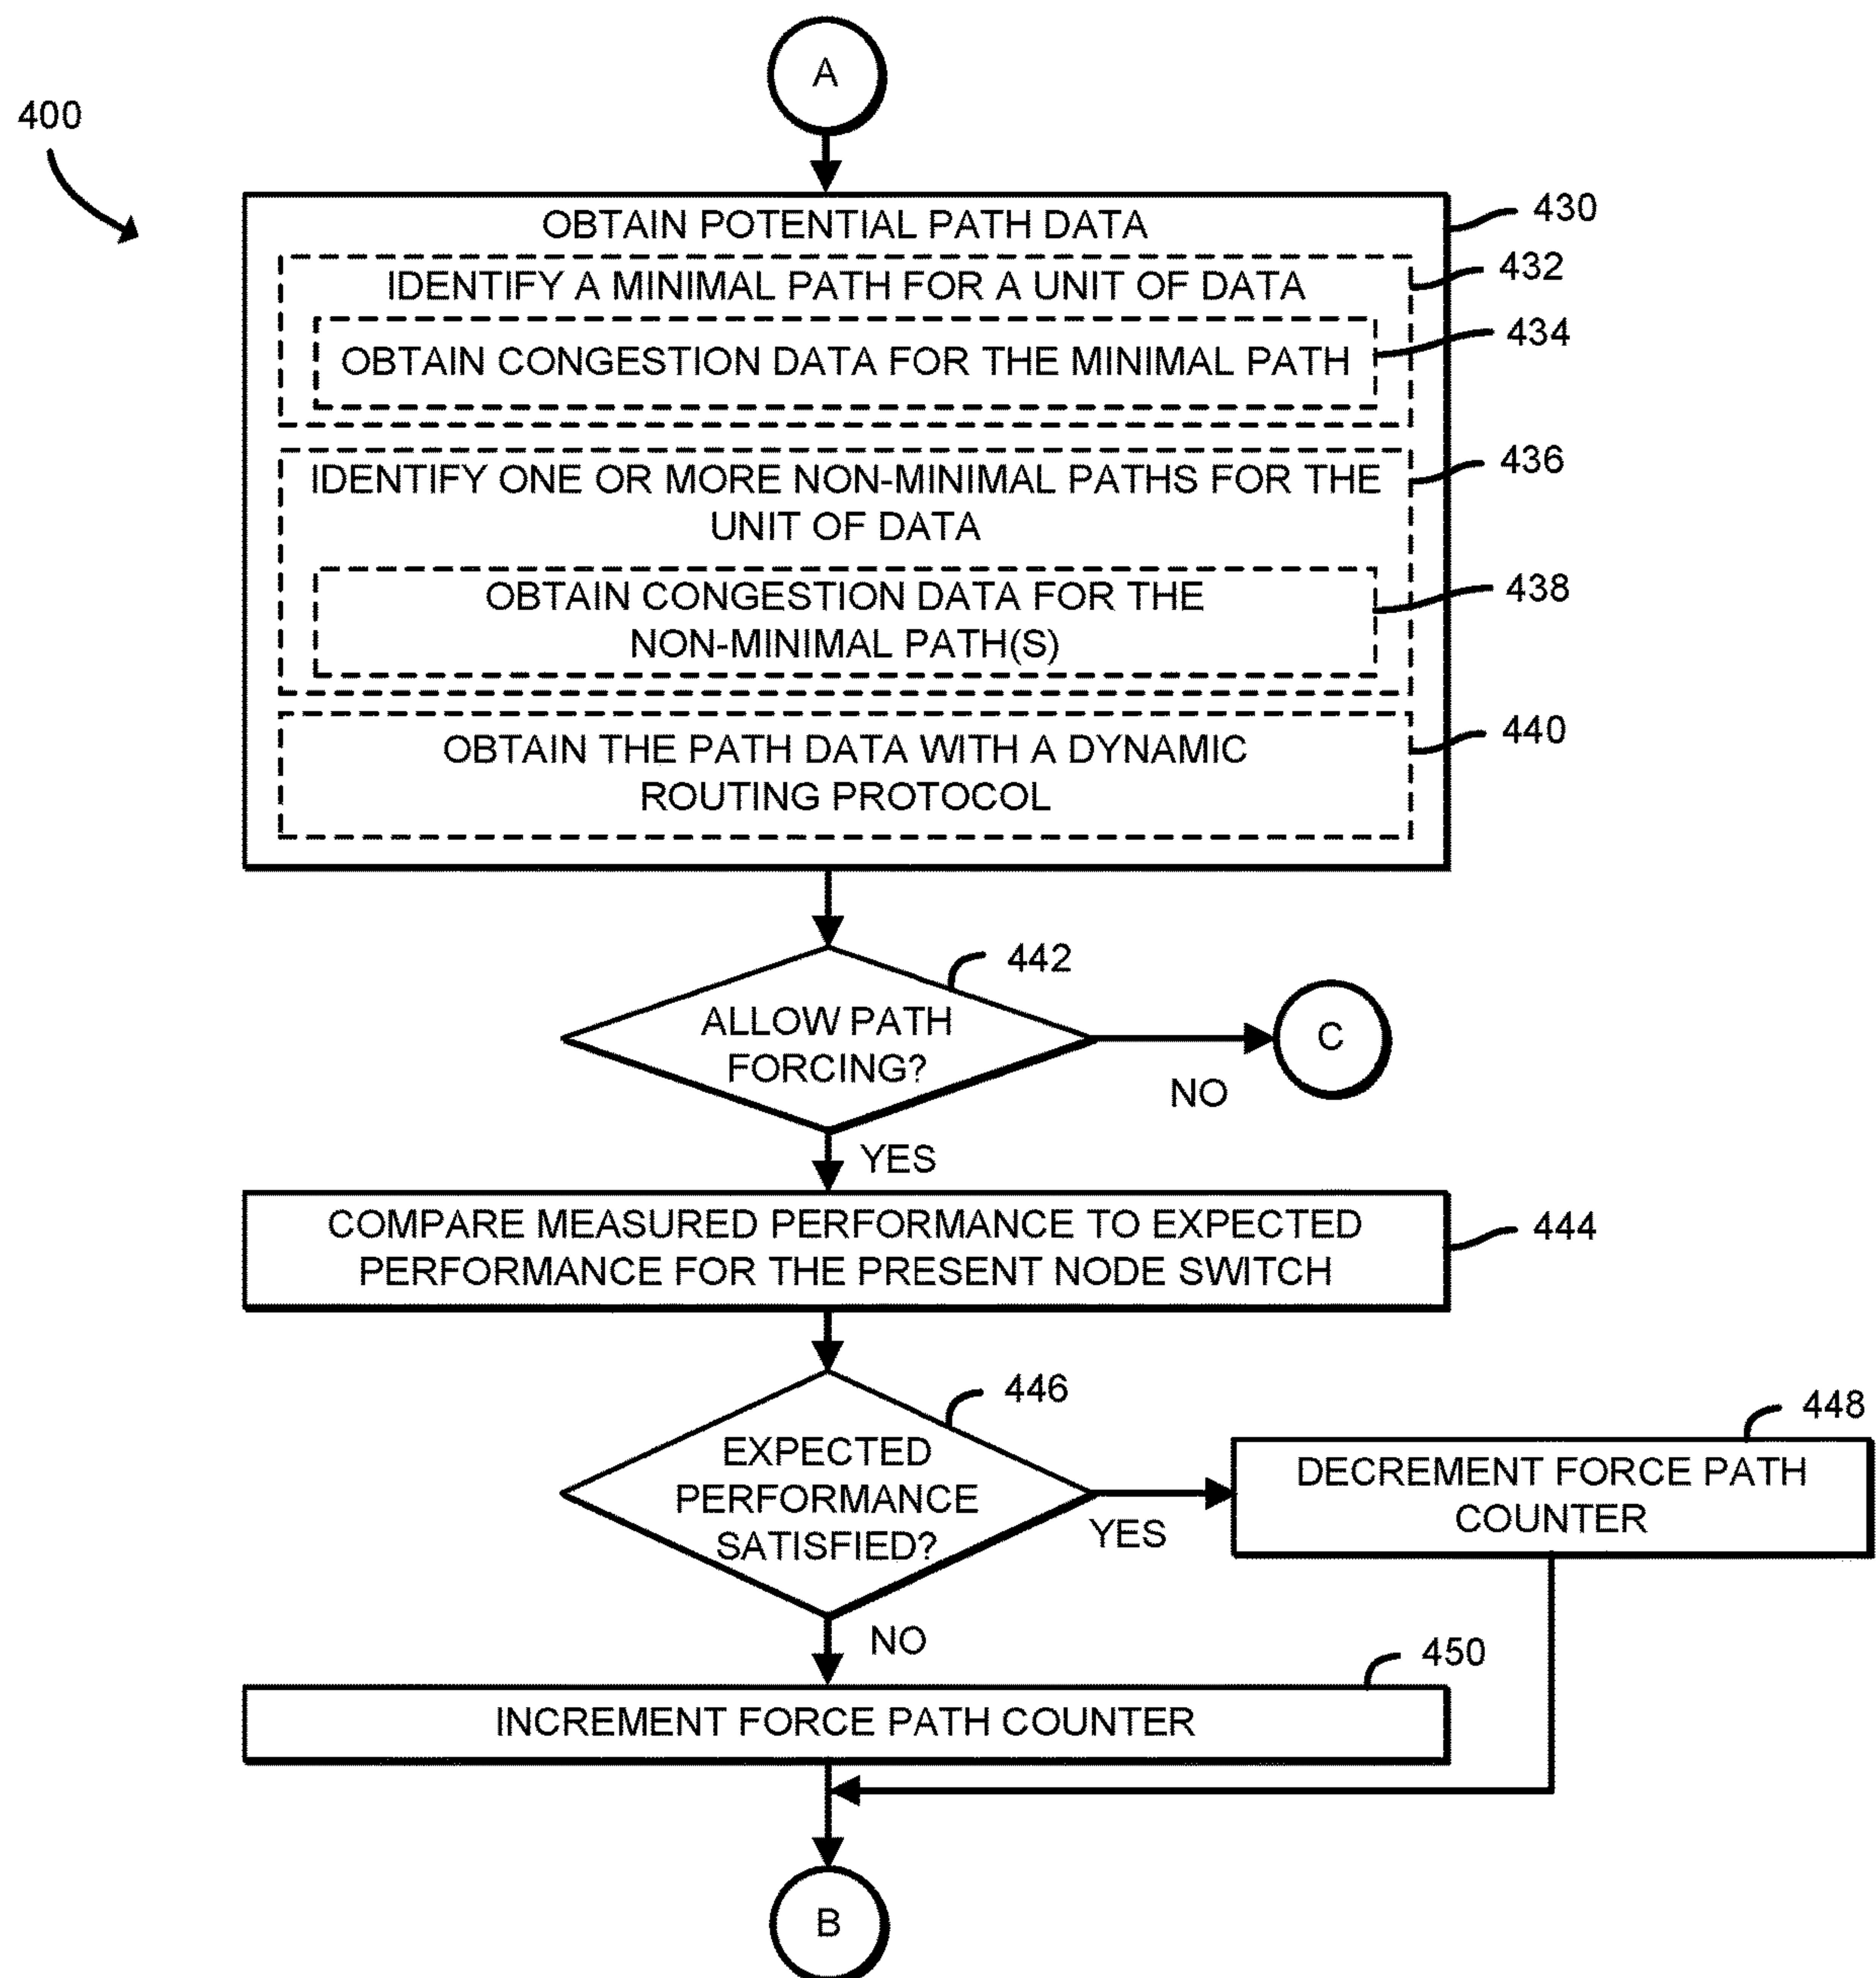 A
400
OBTAIN POTENTIAL PATH DATA
430
IDENTIFY A MINIMAL PATH FOR A UNIT OF DATA
432
OBTAIN CONGESTION DATA FOR THE MINIMAL PATH
434
IDENTIFY ONE OR MORE NON-MINIMAL PATHS FOR THE
UNIT OF DATA
436
OBTAIN CONGESTION DATA FOR THE
NON-MINIMAL PATH(S)
438
OBTAIN THE PATH DATA WITH A DYNAMIC
ROUTING PROTOCOL
440
442
ALLOW PATH
FORCING?
C
NO
YES
COMPARE MEASURED PERFORMANCE TO EXPECTED
PERFORMANCE FOR THE PRESENT NODE SWITCH
444
446
EXPECTED
PERFORMANCE
SATISFIED?
YES
448
DECREMENT FORCE PATH
COUNTER
NO
450
INCREMENT FORCE PATH COUNTER
B